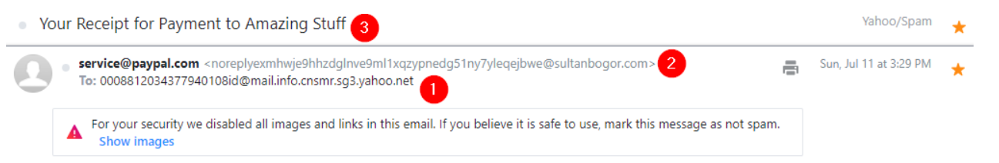 Your Receipt for Payment to Amazing Stuff 3 Yahoo/Spam
service@paypal.com <noreplyexmhwje9hhzdglnve9ml1xqzypnedg51ny7yleqejbwe@sultanbogor.com> 2 Sun, Jul 11 at 3:29 PM
To: 0008812034377940108id@mail.info.cnsmr.sg3.yahoo.net 1
For your security we disabled all images and links in this email. If you believe it is safe to use, mark this message as not spam.
Show images